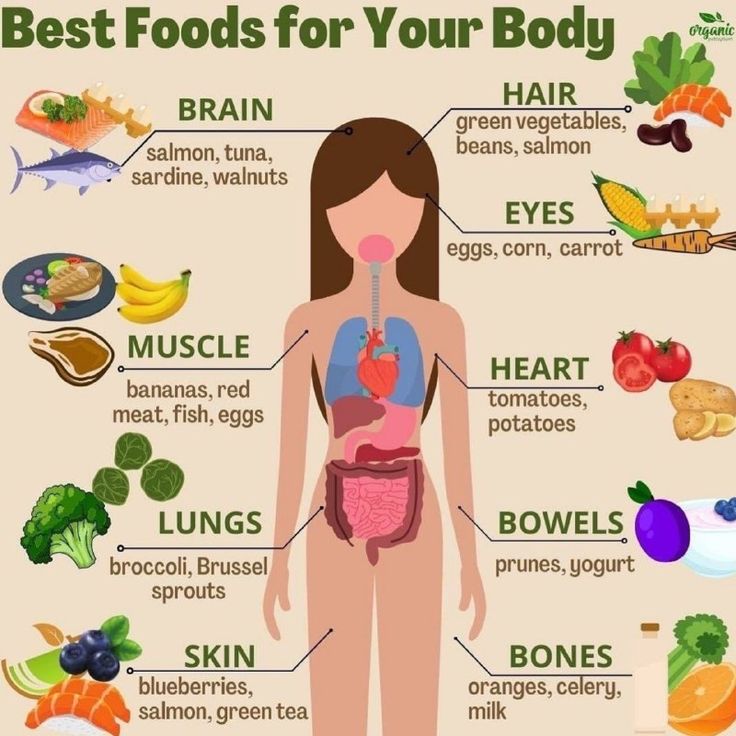 Best Foods for Your Body
organic
BRAIN
salmon, tuna,
sardine, walnuts
HAIR
green vegetables,
beans, salmon
EYES
eggs, corn, carrot
MUSCLE
bananas, red
meat, fish, eggs
HEART
tomatoes,
potatoes
LUNGS
broccoli, Brussel
sprouts
BOWELS
prunes, yogurt
SKIN
blueberries,
salmon, green tea
BONES
oranges, celery,
milk